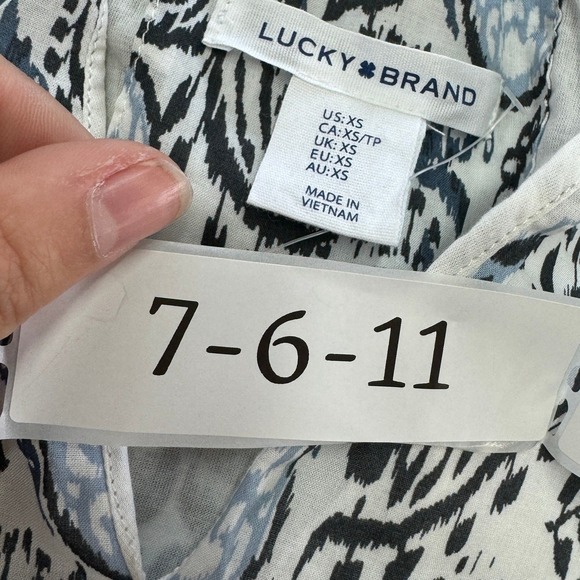 LUCKY BRAND
US: XS
CA: XS/TP
UK: XS
EU: XS
AU: XS
MADE IN
VIETNAM
7-6-11